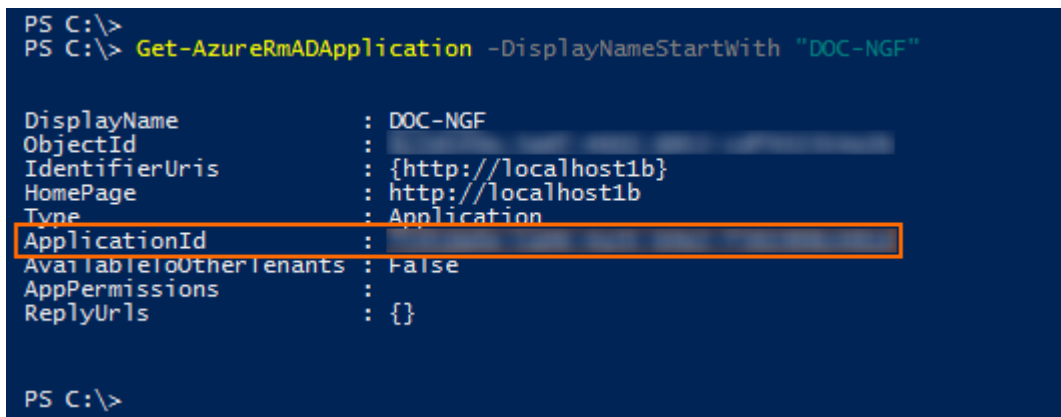 PS C:\>
PS C:\> Get-AzureRmADApplication -DisplayNameStartWith "DOC-NGF"
DisplayName : DOC-NGF
ObjectId :
IdentifierUris : {http://localhost1b}
HomePage : http://localhost1b
Type : Application
ApplicationId :
AvailableToOtherTenants : False
AppPermissions :
ReplyUrls : {}
PS C:\>